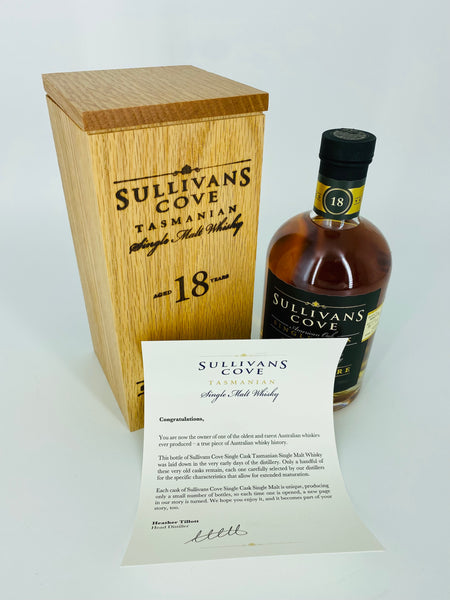 SULLIVANS
COVE
TASMANIAN
Single Malt Whisky
AGED 18 YEARS
18
SULLIVANS
COVE
American Oak
SULLIVANS
COVE
TASMANIAN
Single Malt Whisky
Congratulations,
You are now the owner of one of the oldest and rarest Australian whiskies
ever produced – a true piece of Australian whisky history.
This bottle of Sullivans Cove Single Cask Tasmanian Single Malt Whisky
was laid down in the very early days of the distillery. Only a handful of
these very old casks remain, each one carefully selected by our distillers
for the specific characteristics that allow for extended maturation.
Each cask of Sullivans Cove Single Cask Single Malt is unique, producing
only a small number of bottles, so each time one is opened, a new page
in our story is turned. We hope you enjoy it, and it becomes part of your
story, too.
Heather Tillott
Head Distiller